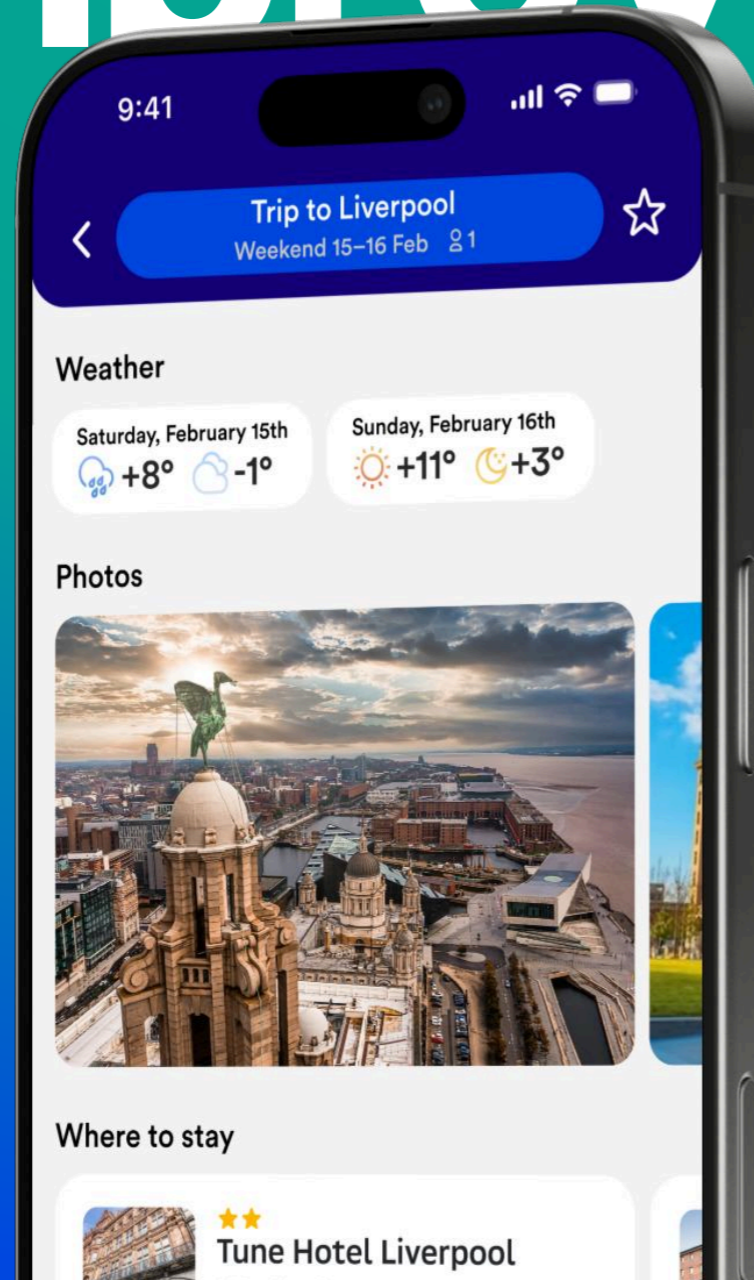 9:41
Trip to Liverpool
Weekend 15–16 Feb 1
Weather
Saturday, February 15th
+8° -1°
Sunday, February 16th
+11° +3°
Photos
Where to stay
Tune Hotel Liverpool